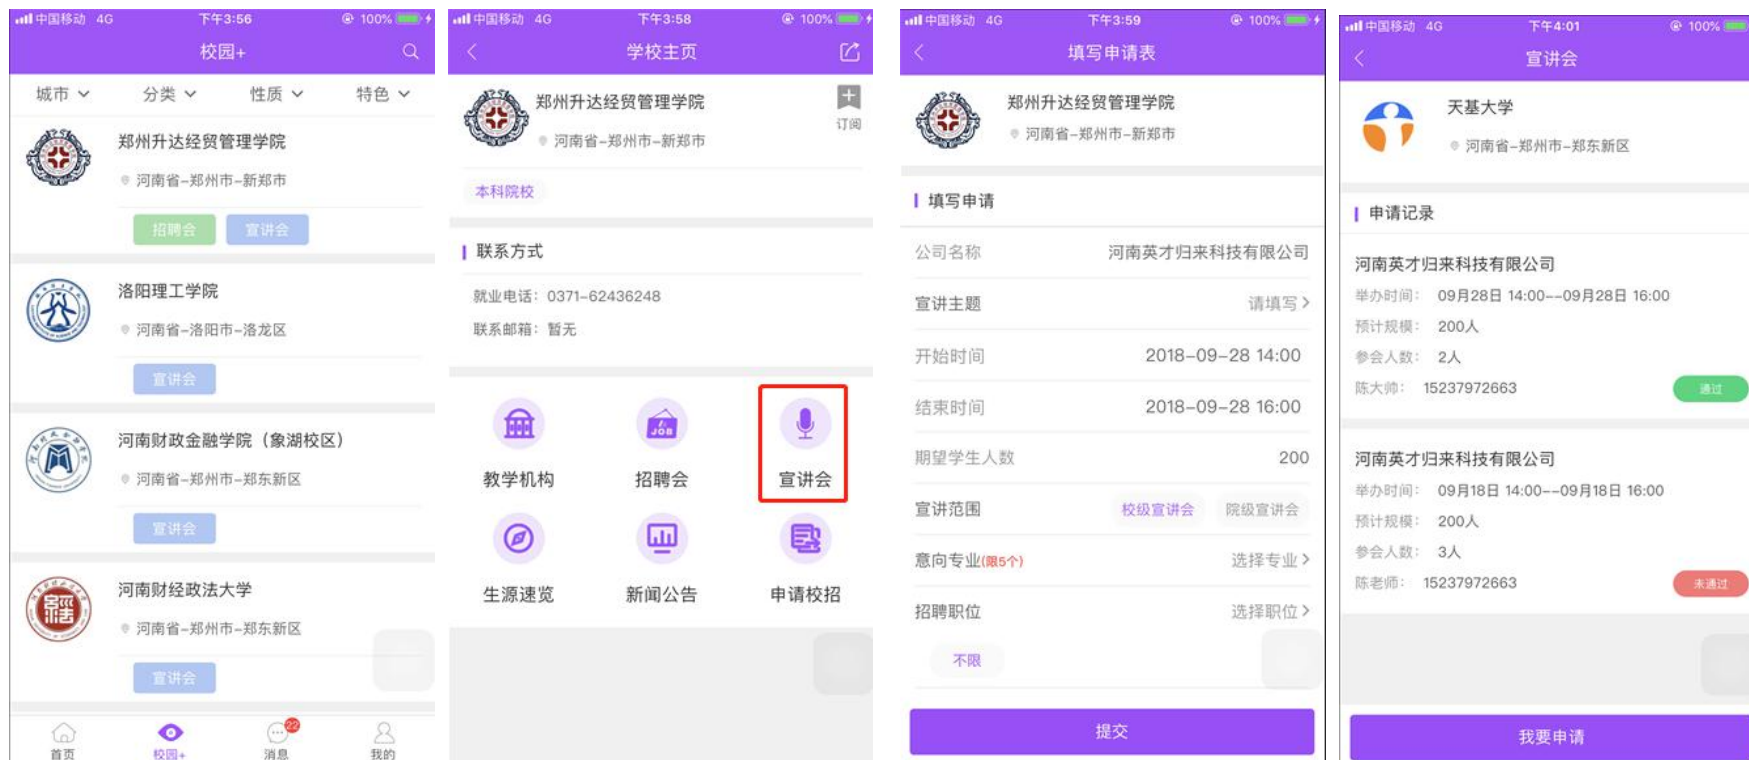 中国移动 4G 下午3:56 100%
校园+
城市 分类 性质 特色
郑州升达经贸管理学院
河南省-郑州市-新郑市
招聘会 宣讲会
洛阳理工学院
河南省-洛阳市-洛龙区
宣讲会
河南财政金融学院（象湖校区）
河南省-郑州市-郑东新区
宣讲会
河南财经政法大学
河南省-郑州市-郑东新区
宣讲会
22
首页 校园+ 消息 我的
中国移动 4G 下午3:58 100%
学校主页
郑州升达经贸管理学院
河南省-郑州市-新郑市
订阅
本科院校
联系方式
就业电话：0371-62436248
联系邮箱：暂无
JOB
教学机构 招聘会 宣讲会
生源速览 新闻公告 申请校招
中国移动 4G 下午3:59 100%
填写申请表
郑州升达经贸管理学院
河南省-郑州市-新郑市
填写申请
公司名称 河南英才归来科技有限公司
宣讲主题 请填写
开始时间 2018-09-28 14:00
结束时间 2018-09-28 16:00
期望学生人数 200
宣讲范围 校级宣讲会 院级宣讲会
意向专业(限5个) 选择专业
招聘职位 选择职位
不限
提交
中国移动 4G 下午4:01 100%
宣讲会
天基大学
河南省-郑州市-郑东新区
申请记录
河南英才归来科技有限公司
举办时间： 09月28日 14:00--09月28日 16:00
预计规模： 200人
参会人数： 2人
陈大帅： 15237972663 通过
河南英才归来科技有限公司
举办时间： 09月18日 14:00--09月18日 16:00
预计规模： 200人
参会人数： 3人
陈老师： 15237972663 未通过
我要申请